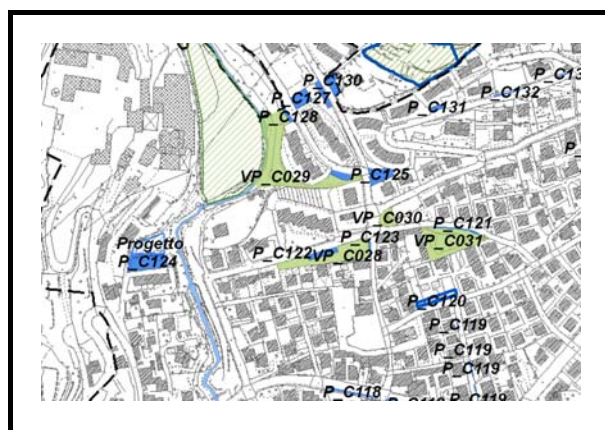 P_C130
P_C127
P_C128
P_C13
P_C132
P_C131
VP_C029
P_C125
VP_C030
P_C121
P_C123
VP_C031
P_C122
VP_C028
Progetto
P_C124
P_C120
P_C119
P_C119
P_C119
P_C118
P_C119